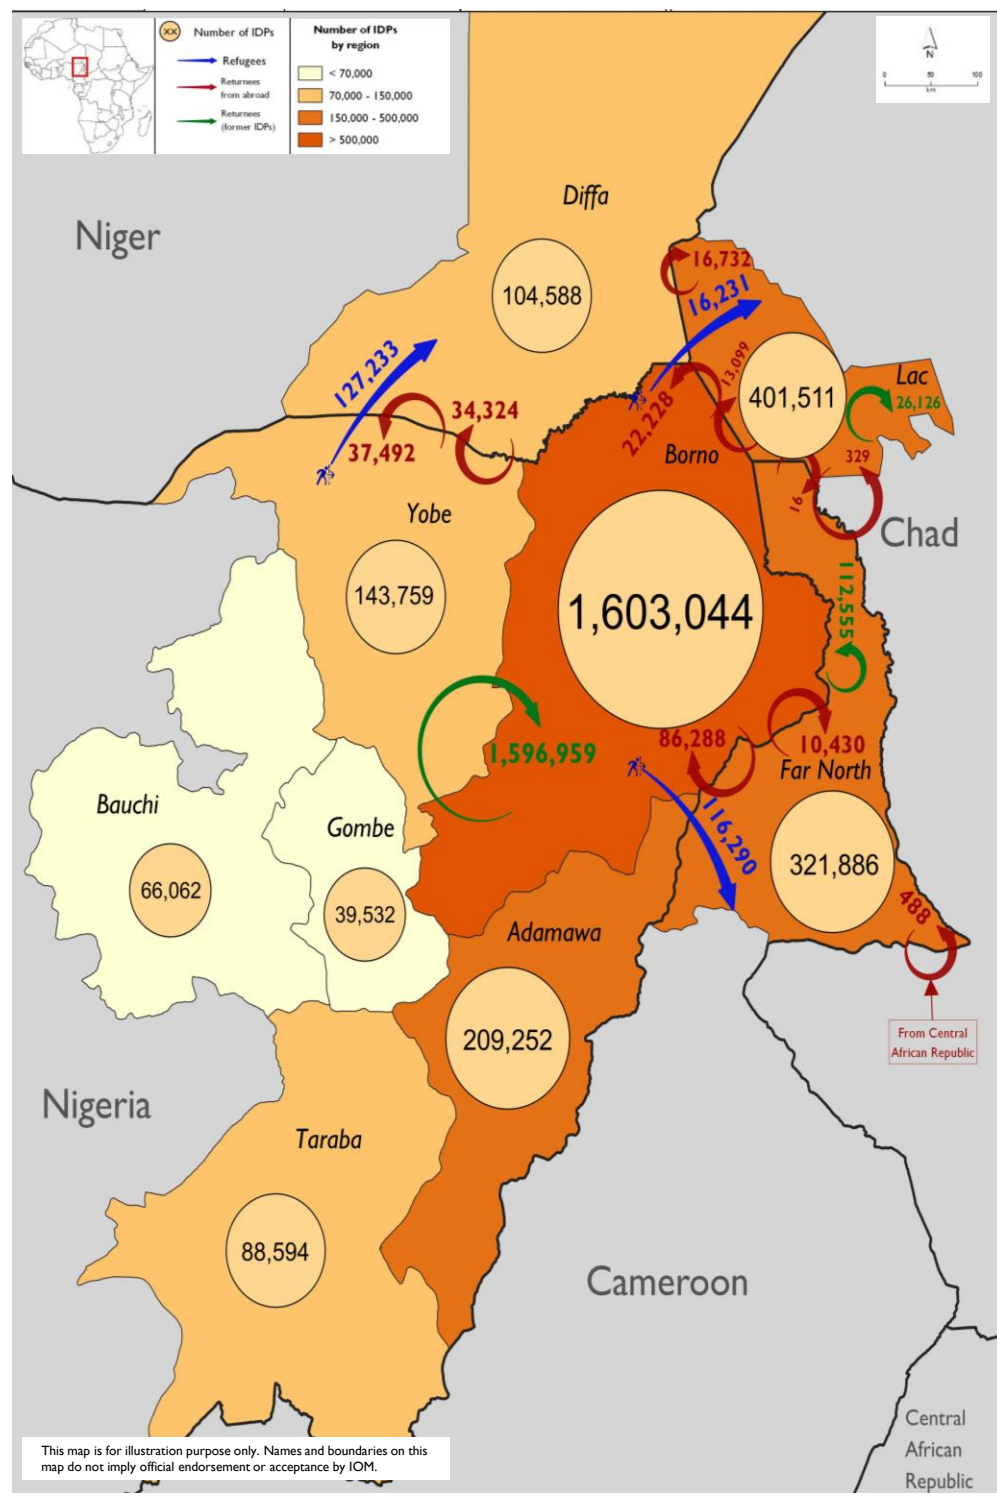 XX Number of IDPs
Refugees
Returnees
from abroad
Returnees
(former IDPs)
Number of IDPs
by region
< 70,000
70,000 - 150,000
150,000 - 500,000
> 500,000
N
0 50 100
km
Diffa
Niger
104,588
16,732
16,231
127,233
13,099
401,511
Lac
26,126
34,324
37,492
22,228
Borno
329
16
Chad
Yobe
143,759
1,603,044
112,555
1,596,959
86,288
10,430
Far North
116,290
321,886
Bauchi
66,062
Gombe
39,532
488
Adamawa
209,252
From Central
African Republic
Nigeria
Taraba
88,594
Cameroon
Central
African
Republic
This map is for illustration purpose only. Names and boundaries on this
map do not imply official endorsement or acceptance by IOM.